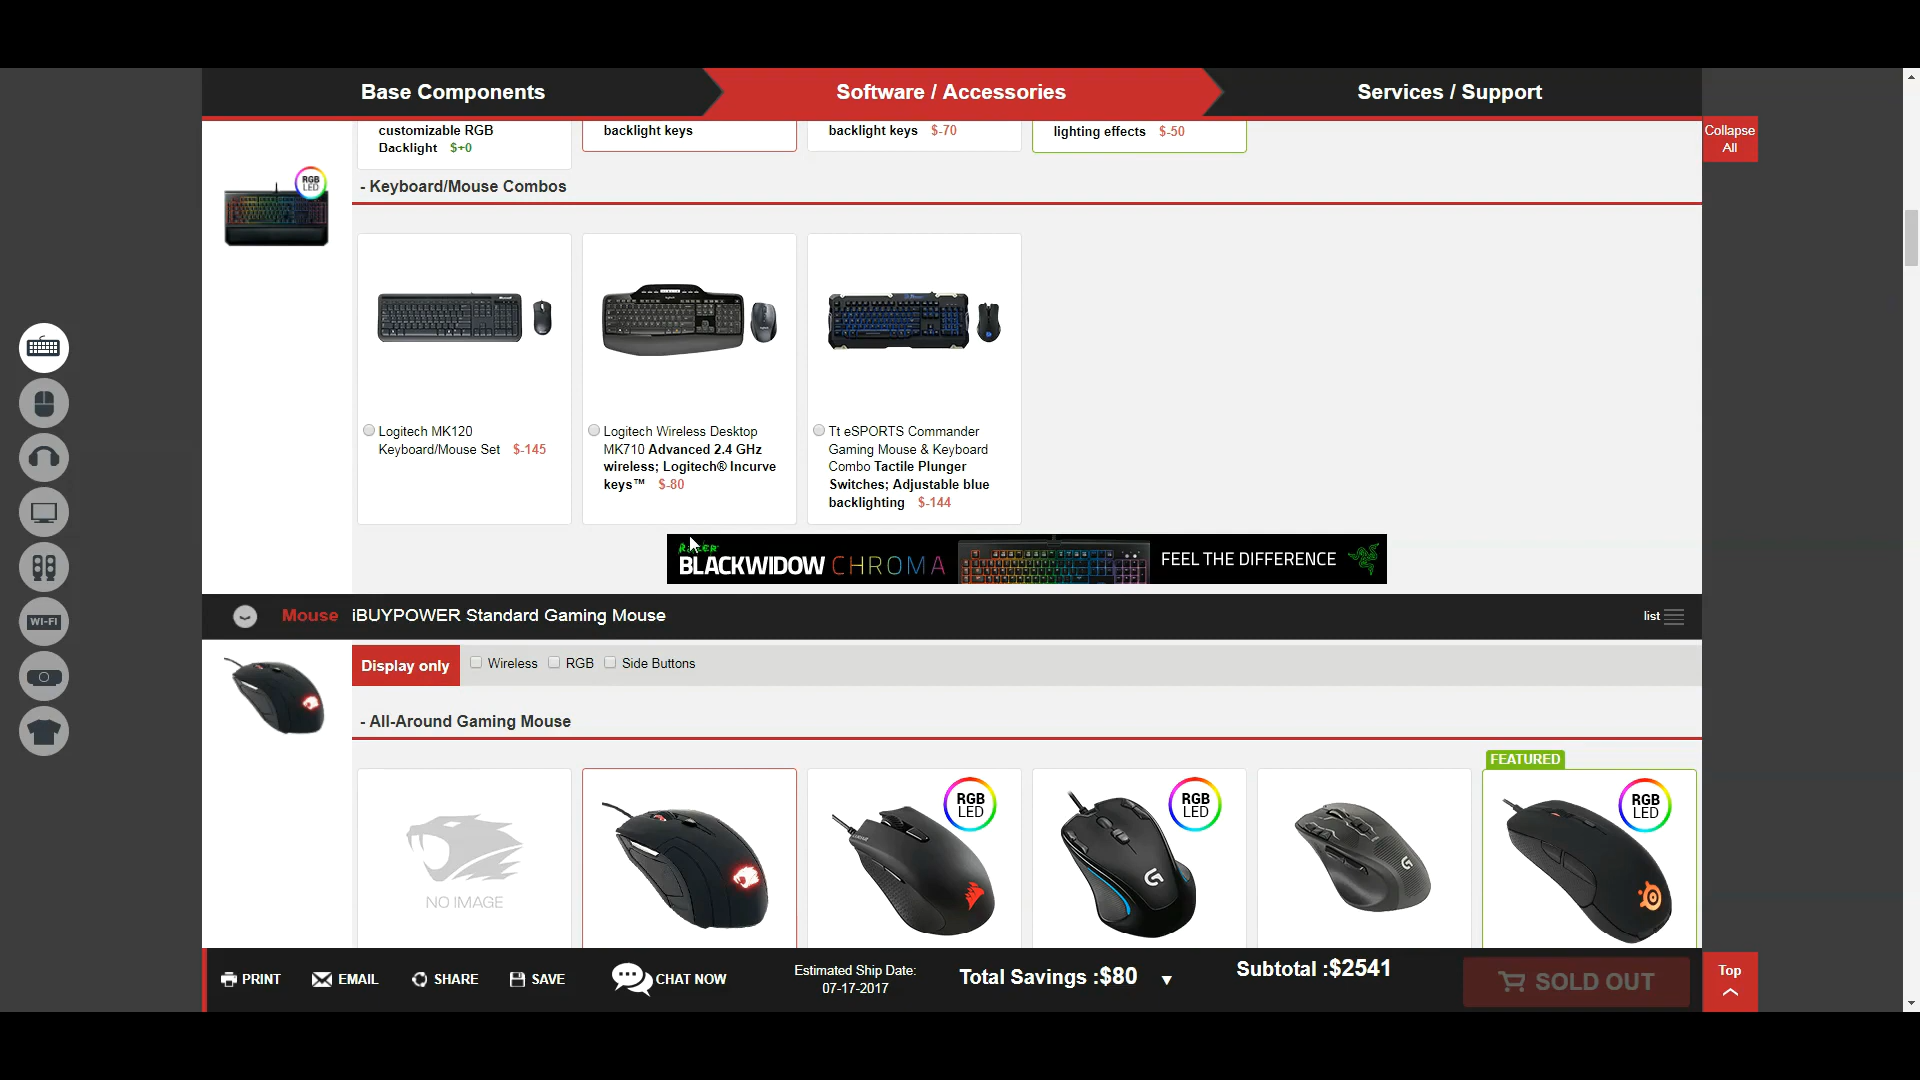 Base Components
Software / Accessories
Services / Support
Collapse
All
customizable RGB
Backlight $+0
backlight keys
backlight keys $-70
lighting effects $-50
RGB
LED
- Keyboard/Mouse Combos
Logitech MK120
Keyboard/Mouse Set $-145
Logitech Wireless Desktop
MK710 Advanced 2.4 GHz
wireless; Logitech® Incurve
keys™ $-80
Tt eSPORTS Commander
Gaming Mouse & Keyboard
Combo Tactile Plunger
Switches; Adjustable blue
backlighting $-144
WI-FI
RAZER
BLACKWIDOW CHROMA
FEEL THE DIFFERENCE
Mouse iBUYPOWER Standard Gaming Mouse
list
Display only
Wireless
RGB
Side Buttons
- All-Around Gaming Mouse
FEATURED
NO IMAGE
RGB
LED
RGB
LED
RGB
LED
PRINT
EMAIL
SHARE
SAVE
CHAT NOW
Estimated Ship Date:
07-17-2017
Total Savings :$80 ▼
Subtotal :$2541
SOLD OUT
Top